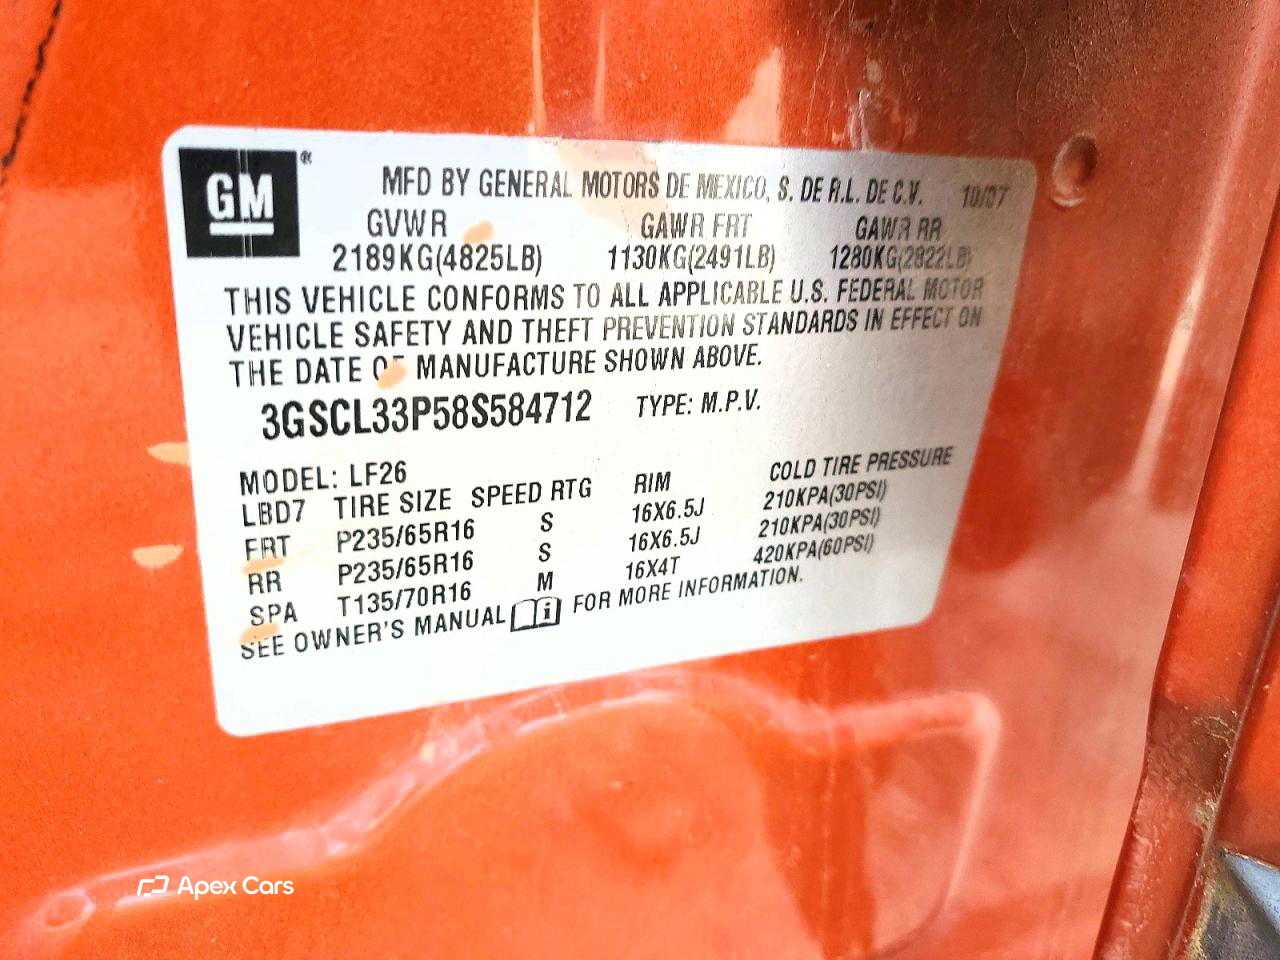 GM ®
MFD BY GENERAL MOTORS DE MEXICO, S. DE R.L. DE C.V. 10/07
GVWR GAWR FRT GAWR RR
2189KG(4825LB) 1130KG(2491LB) 1280KG(2822LB)
THIS VEHICLE CONFORMS TO ALL APPLICABLE U.S. FEDERAL MOTOR
VEHICLE SAFETY AND THEFT PREVENTION STANDARDS IN EFFECT ON
THE DATE OF MANUFACTURE SHOWN ABOVE.
3GSCL33P58S584712 TYPE: M.P.V.
MODEL: LF26
LBD7 TIRE SIZE SPEED RTG RIM COLD TIRE PRESSURE
FRT P235/65R16 S 16X6.5J 210KPA(30PSI)
RR P235/65R16 S 16X6.5J 210KPA(30PSI)
SPA T135/70R16 M 16X4T 420KPA(60PSI)
SEE OWNER'S MANUAL i FOR MORE INFORMATION.
Apex Cars